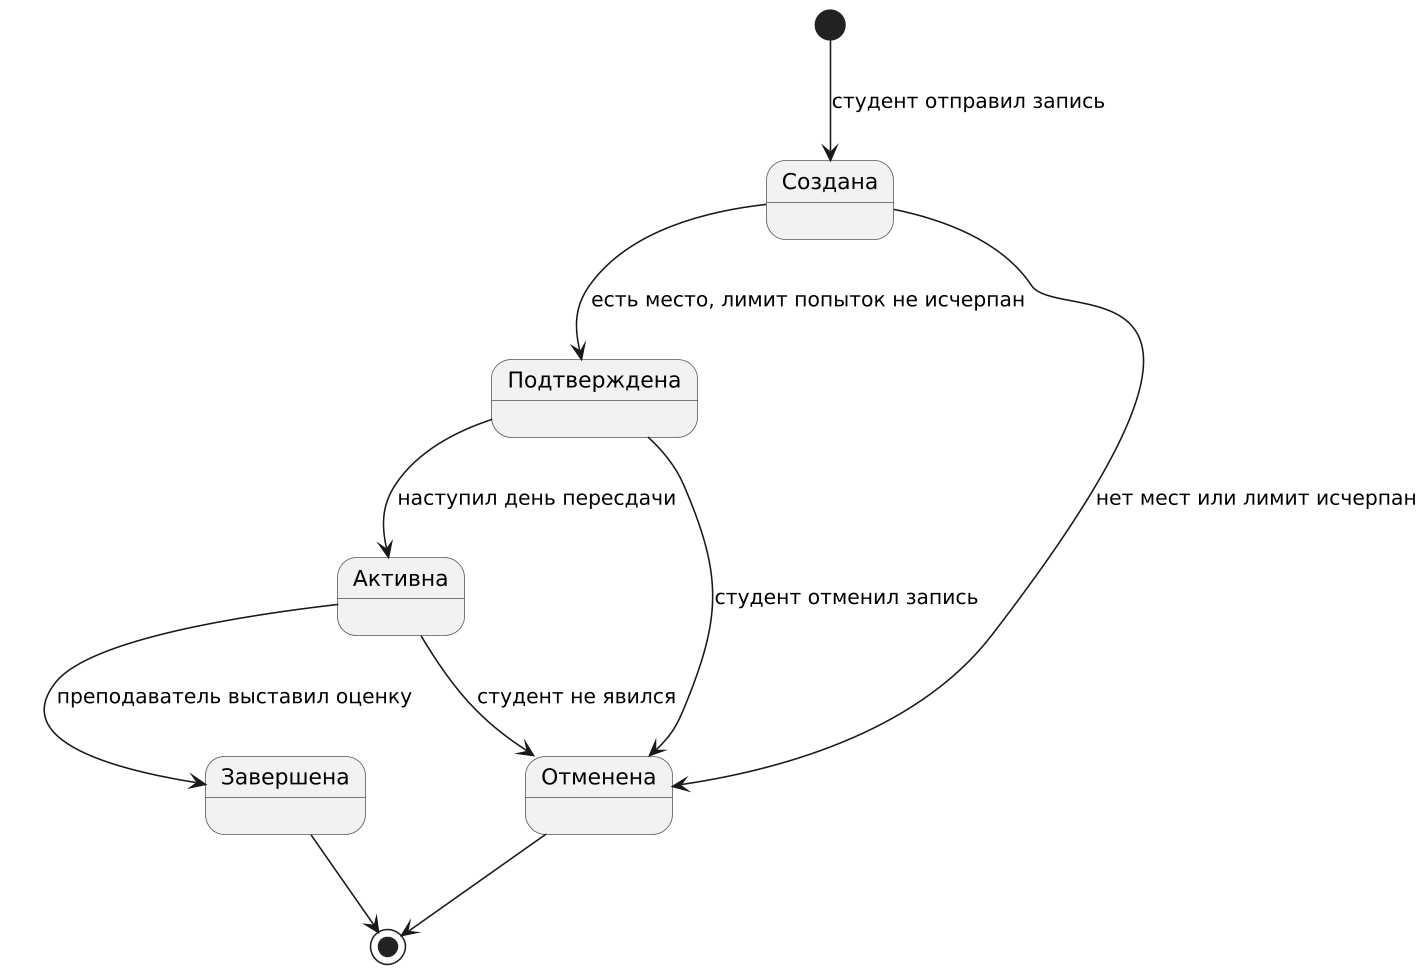 студент отправил запись
Создана
есть место, лимит попыток не исчерпан
Подтверждена
наступил день пересдачи
нет мест или лимит исчерпан
Активна
студент отменил запись
преподаватель выставил оценку
студент не явился
Завершена
Отменена